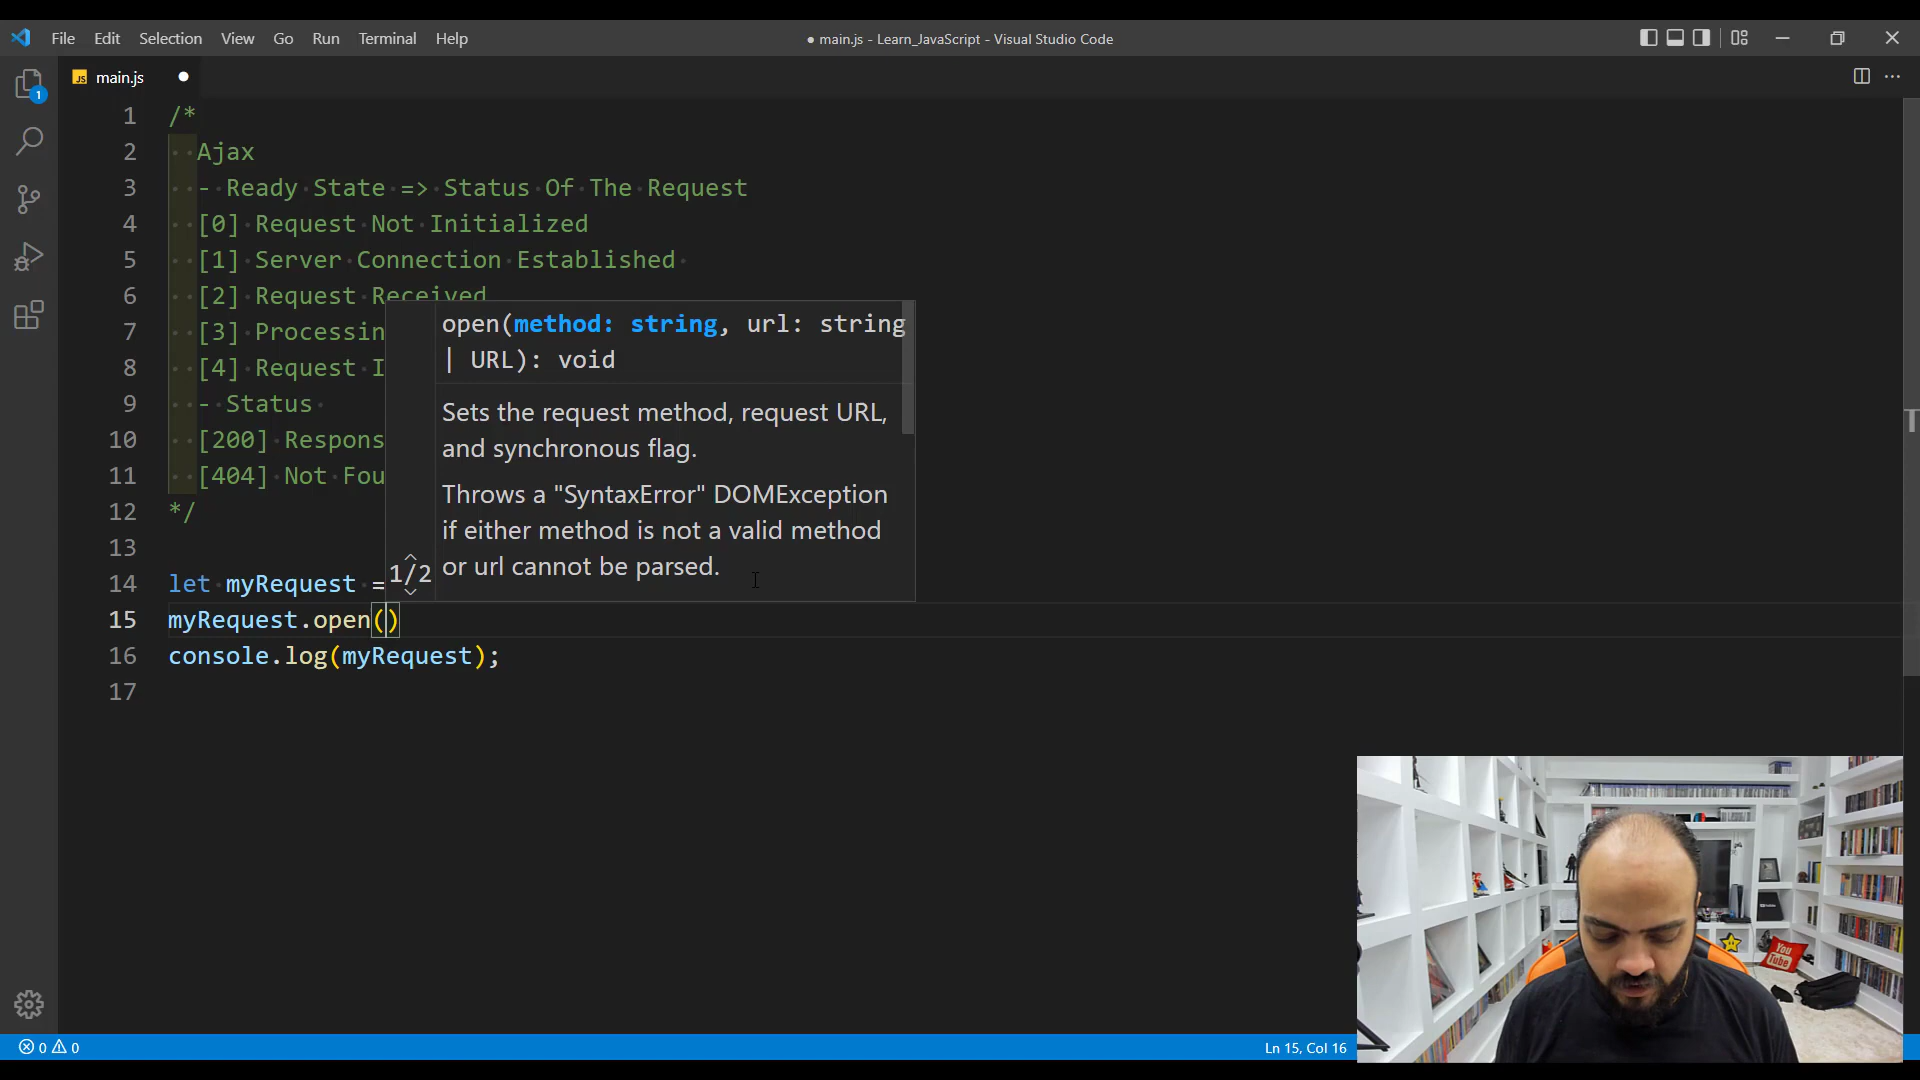 File Edit Selection View Go Run Terminal Help
● main.js - Learn_JavaScript - Visual Studio Code
1
JS main.js ●
1 /*
2 Ajax
3 - Ready State => Status Of The Request
4 [0] Request Not Initialized
5 [1] Server Connection Established
6 [2] Request Received
7 [3] Processin
8 [4] Request I
9 - Status
10 [200] Respons
11 [404] Not Fou
12 */
13
14 let myRequest =
15 myRequest.open()
16 console.log(myRequest);
17
open(method: string, url: string
| URL): void
Sets the request method, request URL,
and synchronous flag.
Throws a "SyntaxError" DOMException
if either method is not a valid method
or url cannot be parsed.
1/2
You
Tube
0 0
Ln 15, Col 16